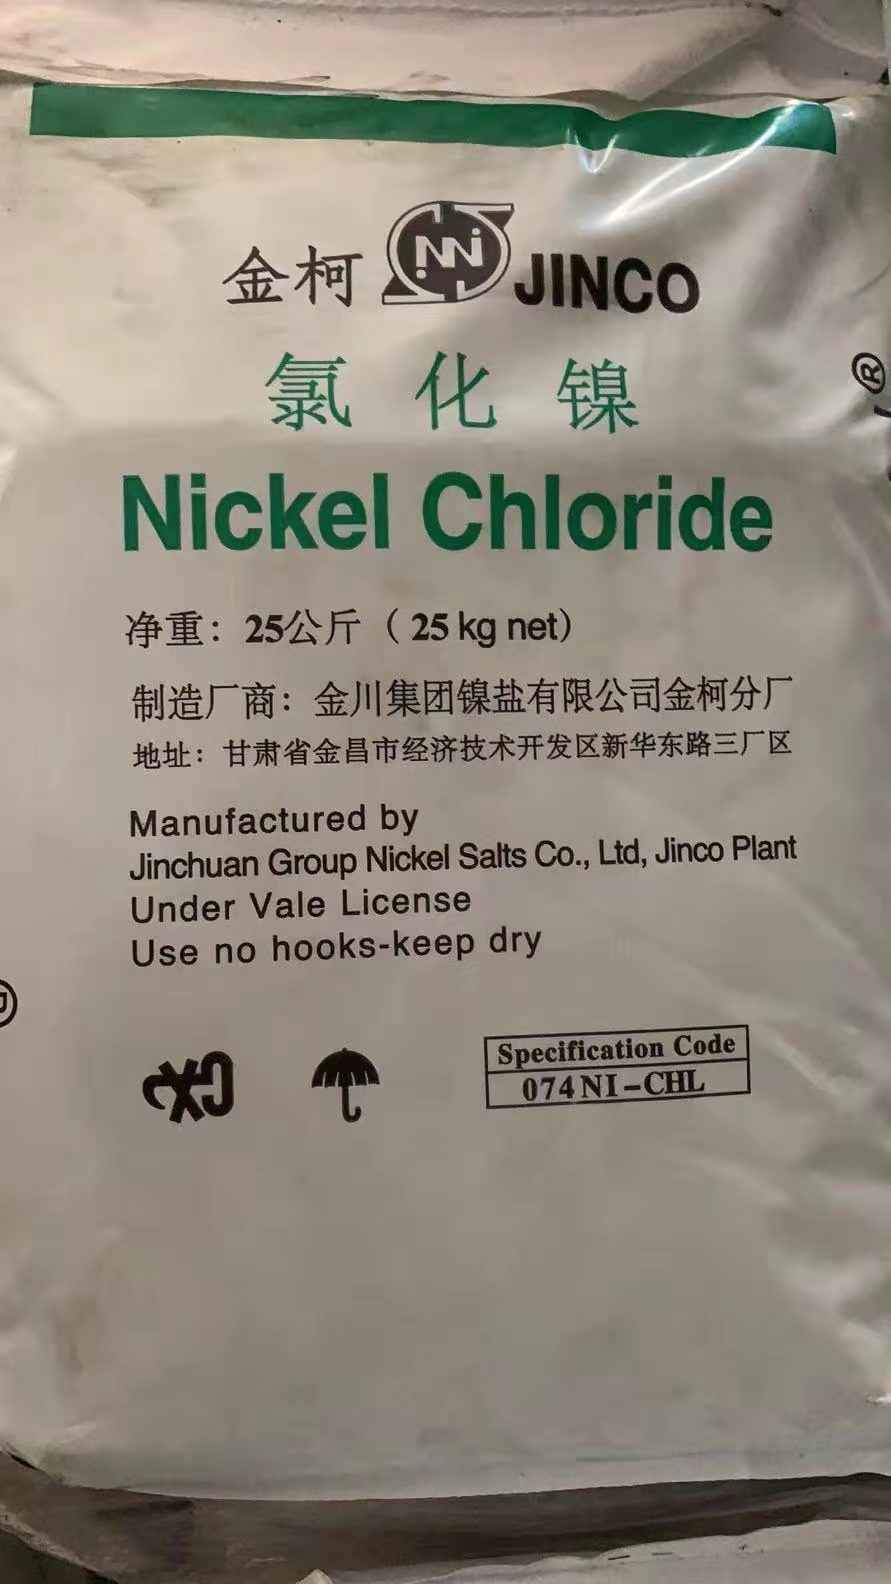 金柯 JINCO
氯化镍
®
Nickel Chloride
净重：25公斤（25 kg net）
制造厂商：金川集团镍盐有限公司金柯分厂
地址：甘肃省金昌市经济技术开发区新华东路三厂区
Manufactured by
Jinchuan Group Nickel Salts Co., Ltd, Jinco Plant
Under Vale License
Use no hooks-keep dry
Specification Code
074NI-CHL